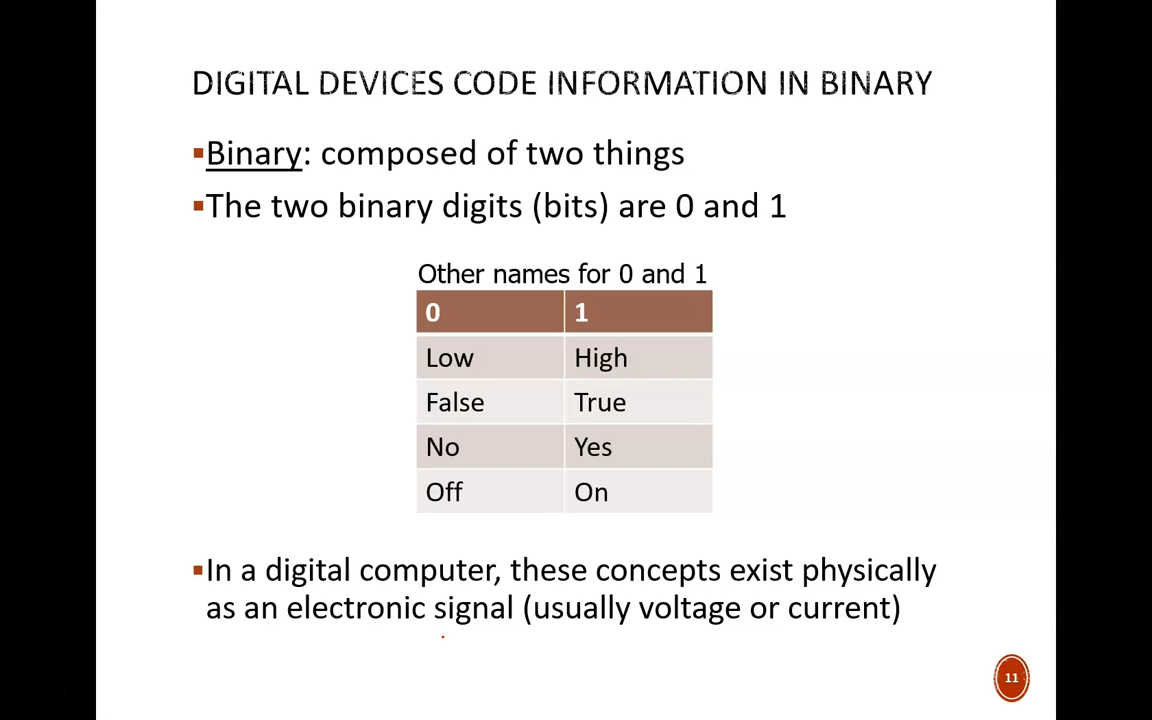 DIGITAL DEVICES CODE INFORMATION IN BINARY
▪Binary: composed of two things
▪The two binary digits (bits) are 0 and 1
Other names for 0 and 1
0 1
Low High
False True
No Yes
Off On
▪In a digital computer, these concepts exist physically
as an electronic signal (usually voltage or current)
11